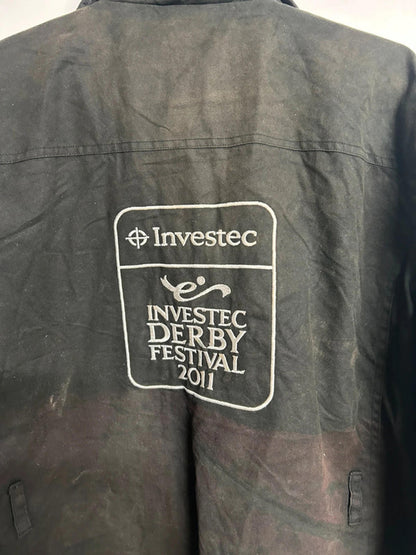 Investec
INVESTEC
DERBY
FESTIVAL
2011